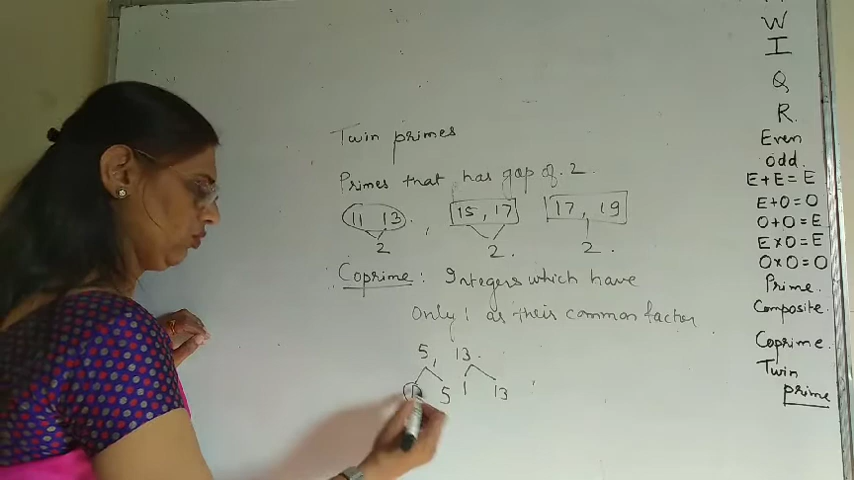 Twin primes
Primes that has gap of 2
11 13 , 15, 17 17, 19
2 2 . 2 .
Coprime : Integers which have
Only 1 as their common factor
5, 13
1 5 1 13
W
I
Q
R
Even
odd
E+E=E
E+O=O
O+O=E
E×O=E
O×O=O
Prime
Composite
Coprime
Twin
prime